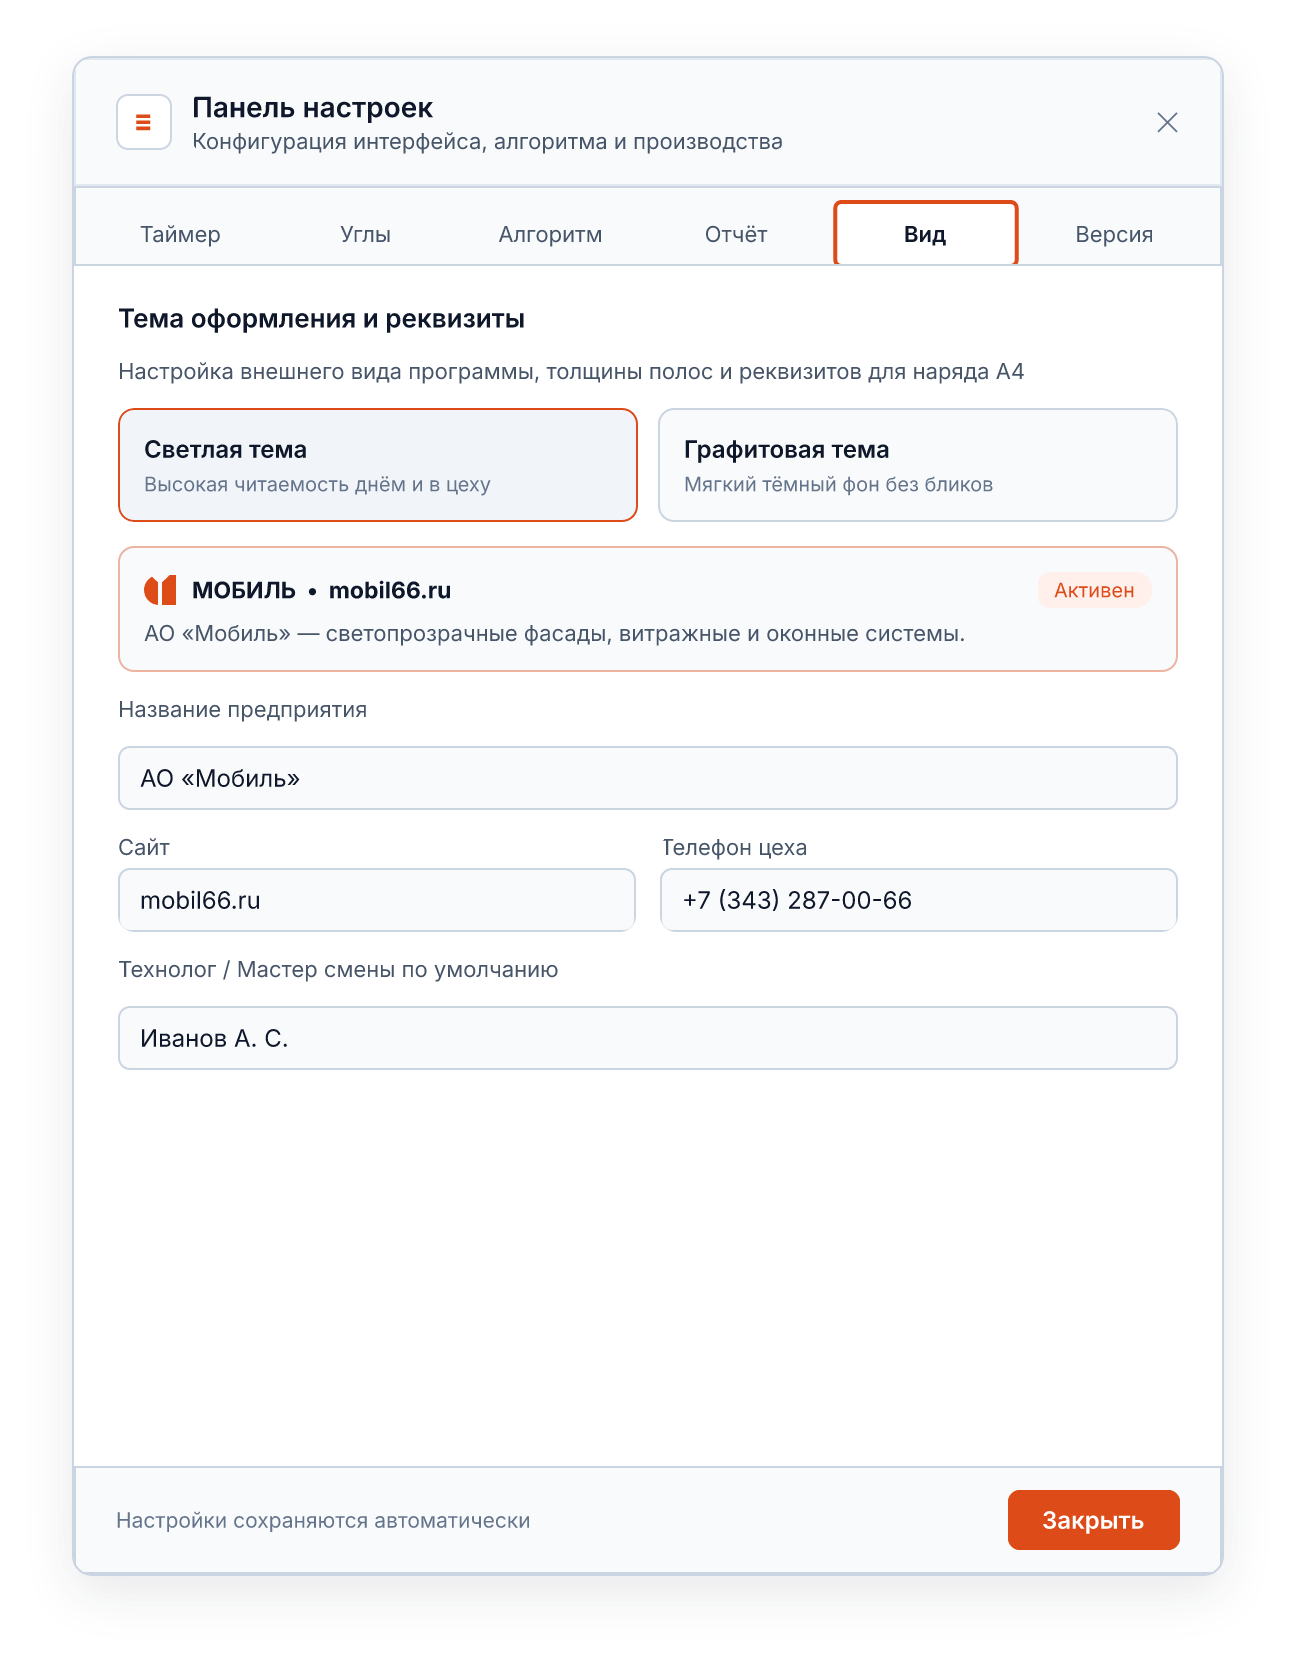 Панель настроек
Конфигурация интерфейса, алгоритма и производства
Таймер
Углы
Алгоритм
Отчёт
Вид
Версия
Тема оформления и реквизиты
Настройка внешнего вида программы, толщины полос и реквизитов для наряда А4
Светлая тема
Высокая читаемость днём и в цеху
Графитовая тема
Мягкий тёмный фон без бликов
МОБИЛЬ • mobil66.ru
Активен
АО «Мобиль» — светопрозрачные фасады, витражные и оконные системы.
Название предприятия
АО «Мобиль»
Сайт
Телефон цеха
mobil66.ru
+7 (343) 287-00-66
Технолог / Мастер смены по умолчанию
Иванов А. С.
Настройки сохраняются автоматически
Закрыть